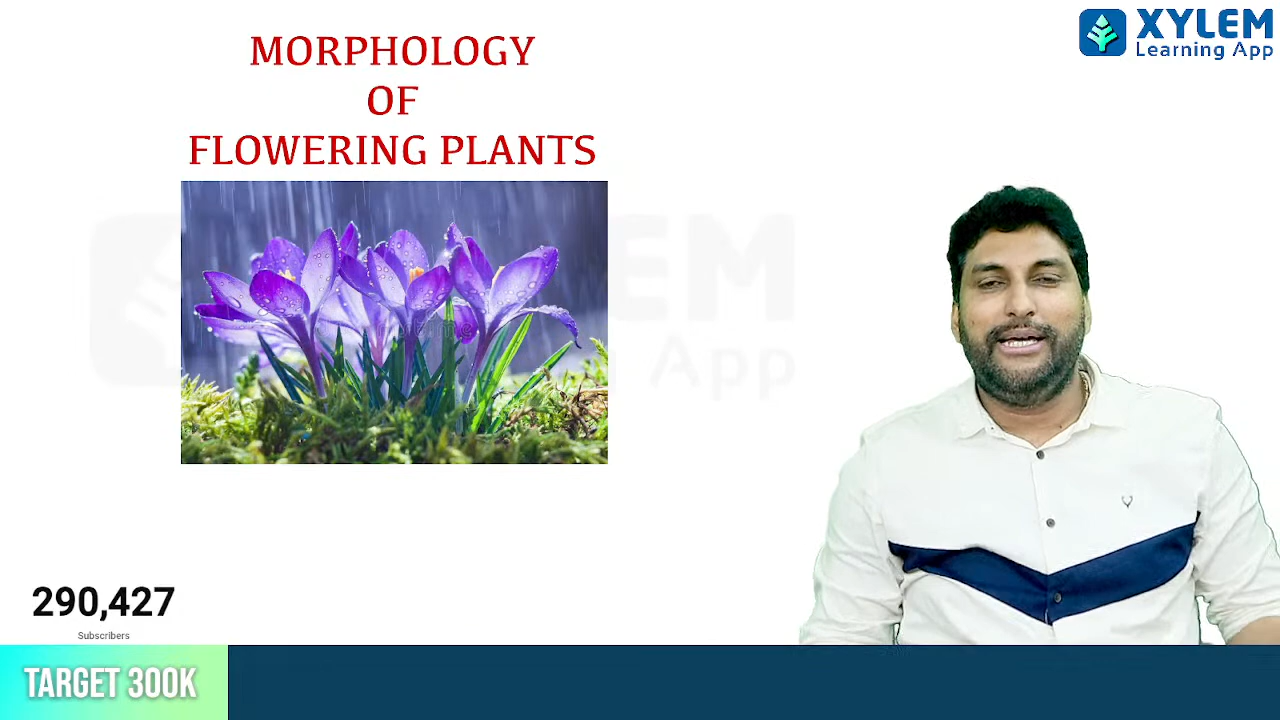 XYLEM
Learning App
MORPHOLOGY
OF
FLOWERING PLANTS
290,427
Subscribers
TARGET 300K